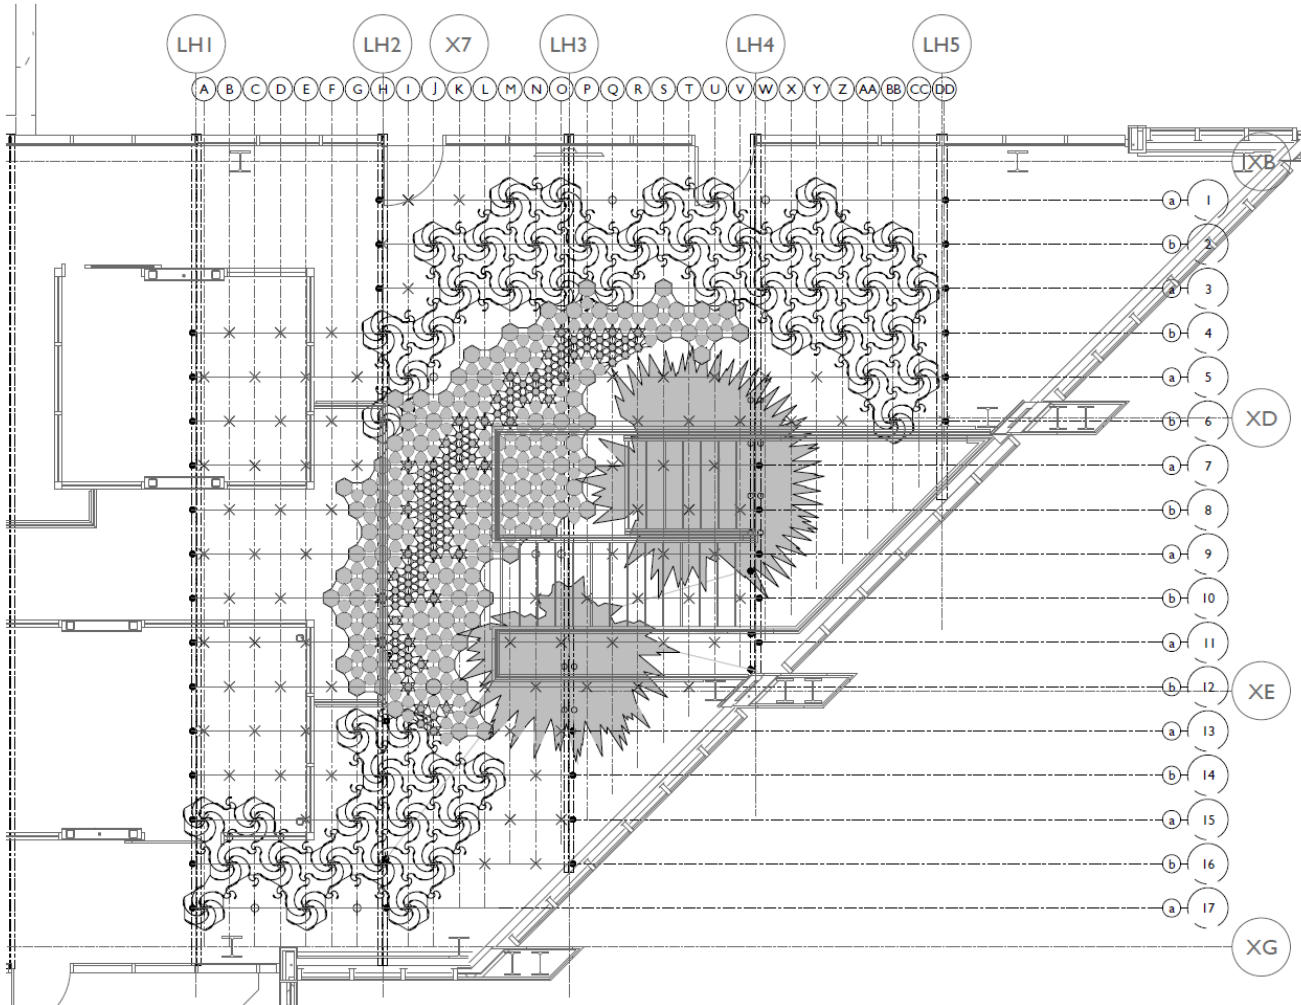 LH1 LH2 X7 LH3 LH4 LH5
A B C D E F G H I J K L M N O P Q R S T U V W X Y Z AA BB CC DD
XB
a 1
b 2
a 3
b 4
a 5
b 6
XD
a 7
b 8
a 9
b 10
a 11
b 12
XE
a 13
b 14
a 15
b 16
a 17
XG